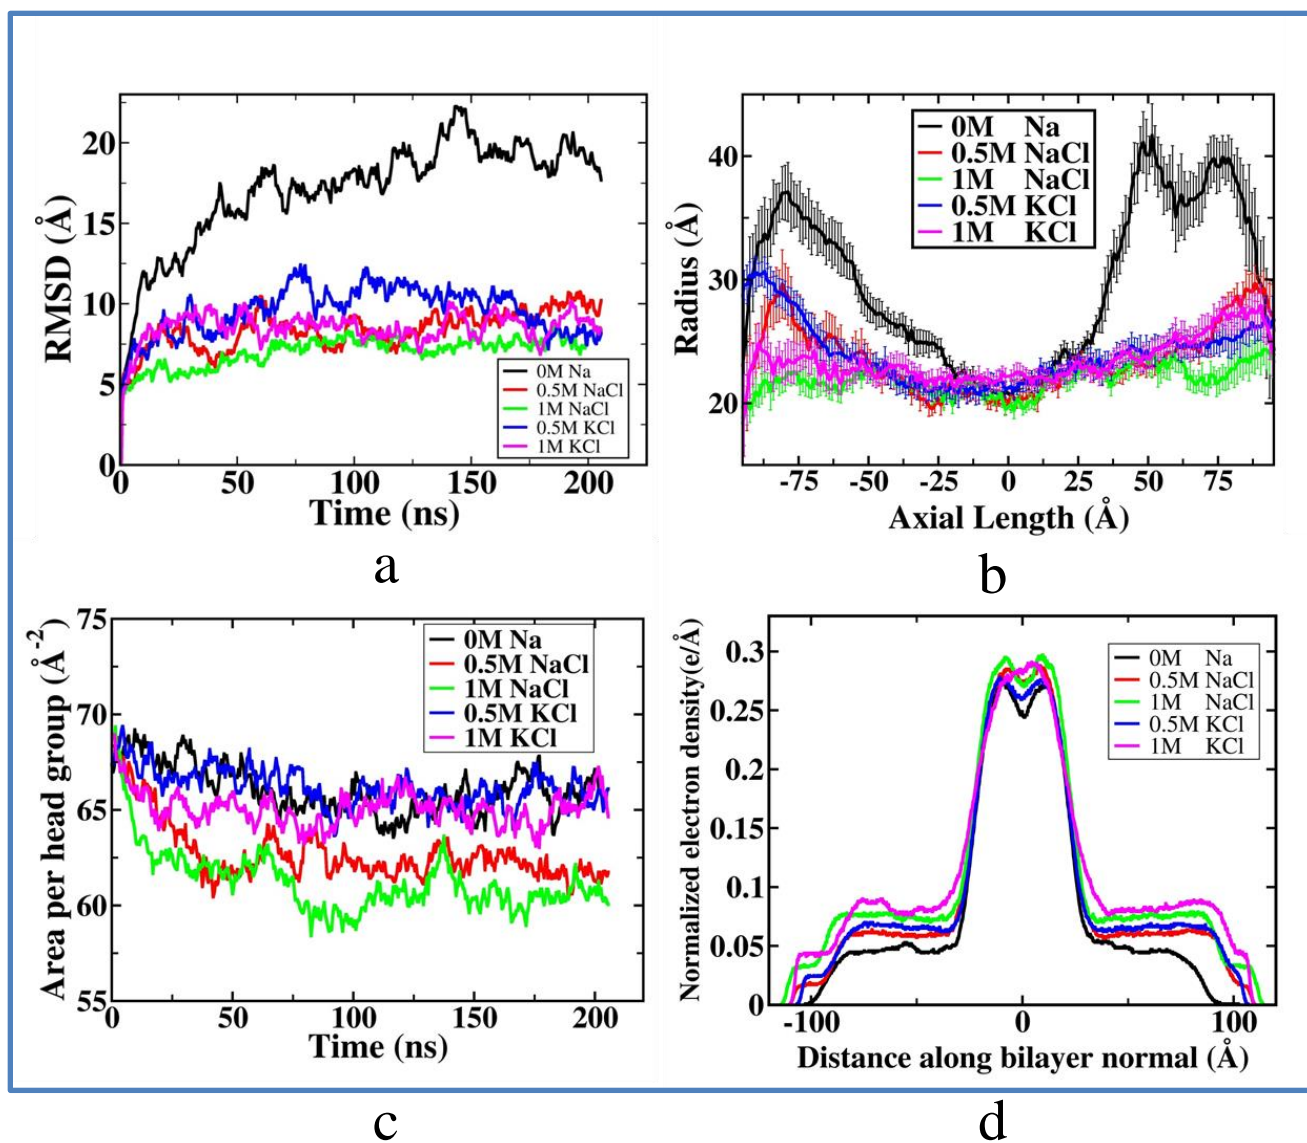 20
15
10
5
0
RMSD (Å)
0M Na
0.5M NaCl
1M NaCl
0.5M KCl
1M KCl
0 50 100 150 200
Time (ns)
a
40
30
20
Radius (Å)
0M Na
0.5M NaCl
1M NaCl
0.5M KCl
1M KCl
-75 -50 -25 0 25 50 75
Axial Length (Å)
b
75
70
65
60
55
Area per head group (Å-2)
0M Na
0.5M NaCl
1M NaCl
0.5M KCl
1M KCl
0 50 100 150 200
Time (ns)
c
0.3
0.25
0.2
0.15
0.1
0.05
0
Normalized electron density(e/Å)
0M Na
0.5M NaCl
1M NaCl
0.5M KCl
1M KCl
-100 0 100
Distance along bilayer normal (Å)
d